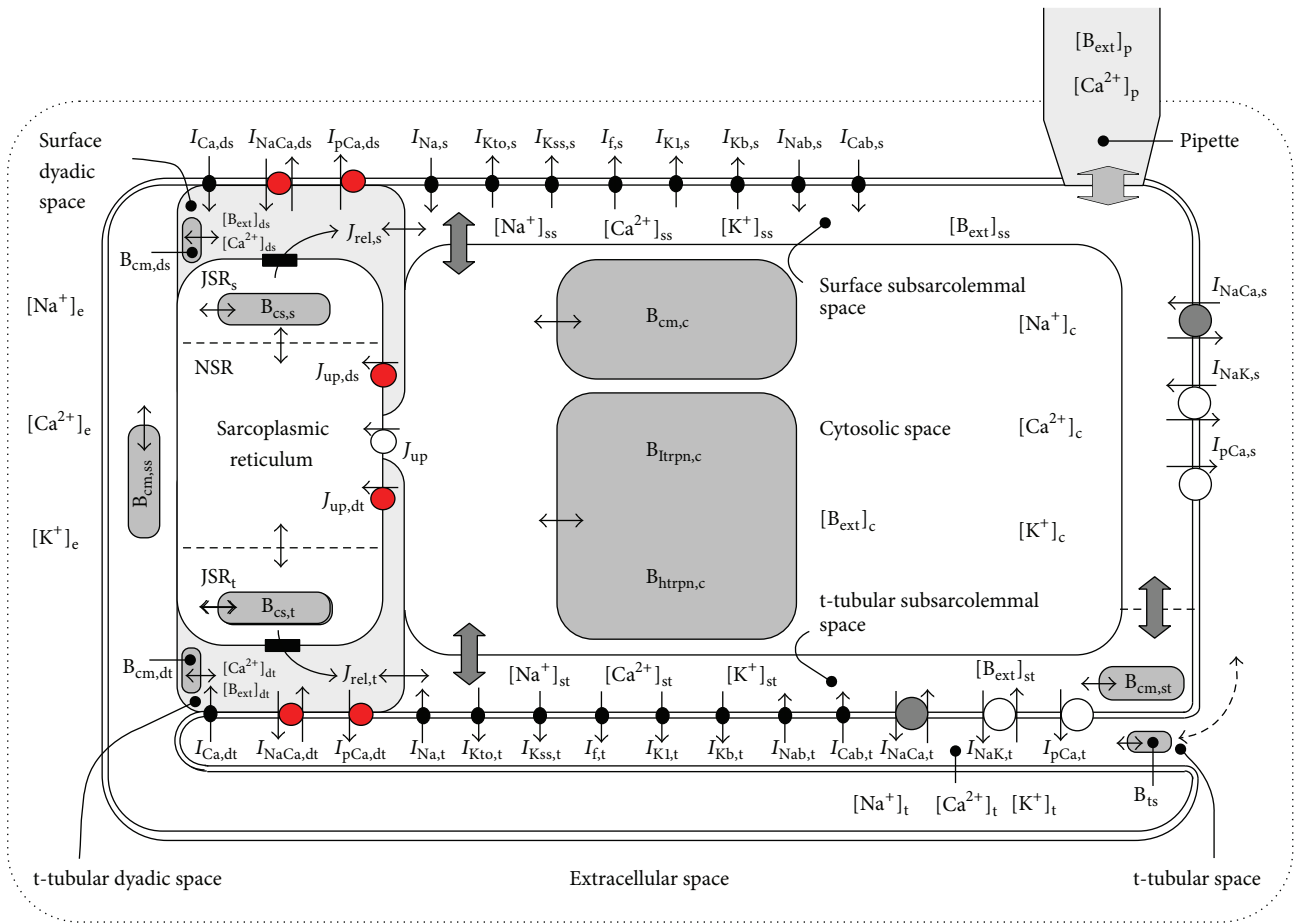 [B_ext]_p
[Ca²⁺]_p
Pipette
Surface
dyadic
space
I_Ca,ds
I_NaCa,ds
I_pCa,ds
I_Na,s
I_Kto,s
I_Kss,s
I_f,s
I_K1,s
I_Kb,s
I_Nab,s
I_Cab,s
[B_ext]_ds
[Ca²⁺]_ds
J_rel,s
[Na⁺]_ss
[Ca²⁺]_ss
[K⁺]_ss
[B_ext]_ss
B_cm,ds
JSR_s
B_cs,s
[Na⁺]_e
NSR
J_up,ds
B_cm,c
Surface subsarcolemmal
space
[Na⁺]_c
I_NaCa,s
I_NaK,s
[Ca²⁺]_e
Sarcoplasmic
reticulum
J_up
B_ltrpn,c
Cytosolic space
[Ca²⁺]_c
I_pCa,s
B_cm,ss
J_up,dt
[K⁺]_e
[B_ext]_c
[K⁺]_c
JSR_t
B_cs,t
B_htrpn,c
t-tubular subsarcolemmal
space
B_cm,dt
[Ca²⁺]_dt
[B_ext]_dt
J_rel,t
[Na⁺]_st
[Ca²⁺]_st
[K⁺]_st
[B_ext]_st
B_cm,st
I_Ca,dt
I_NaCa,dt
I_pCa,dt
I_Na,t
I_Kto,t
I_Kss,t
I_f,t
I_K1,t
I_Kb,t
I_Nab,t
I_Cab,t
I_NaCa,t
I_NaK,t
I_pCa,t
B_ts
[Na⁺]_t
[Ca²⁺]_t
[K⁺]_t
t-tubular dyadic space
Extracellular space
t-tubular space